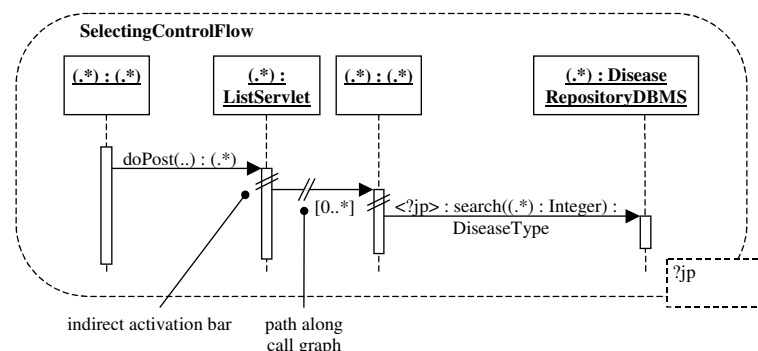 SelectingControlFlow
(.*) : (.*)
(.*) :
ListServlet
(.*) : (.*)
(.*) : Disease
RepositoryDBMS
doPost(..) : (.*)
[0..*]
<?jp> : search((.*) : Integer) :
DiseaseType
?jp
indirect activation bar
path along
call graph